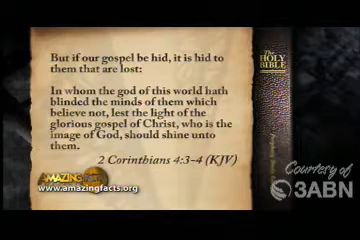 But if our gospel be hid, it is hid to
them that are lost:
In whom the god of this world hath
blinded the minds of them which
believe not, lest the light of the
glorious gospel of Christ, who is the
image of God, should shine unto
them.
2 Corinthians 4:3-4 (KJV)
The
HOLY
BIBLE
AMAZING FACTS
www.amazingfacts.org
Courtesy of
3ABN